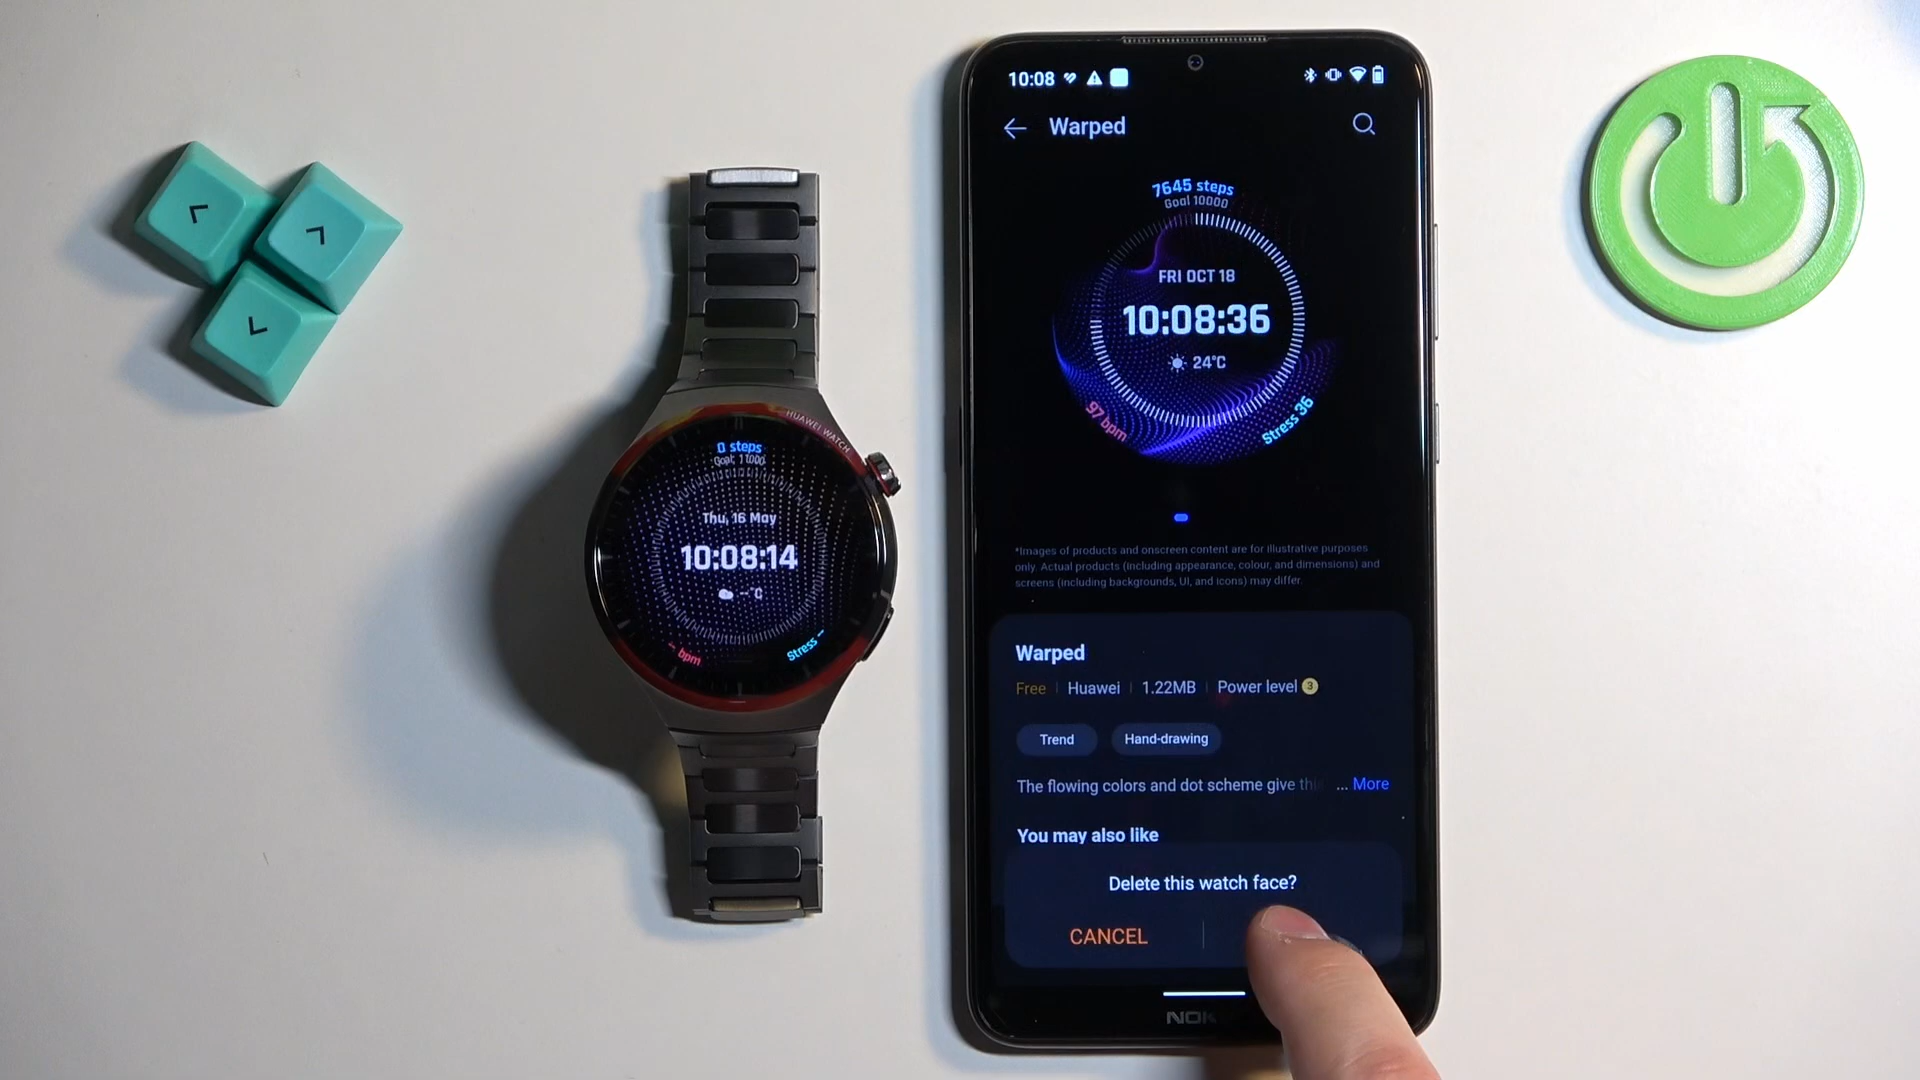 HUAWEI WATCH
0 steps
Goal: 11000
Thu, 16 May
10:08:14
--°C
-- bpm
Stress --
10:08
Warped
7645 steps
Goal 10000
FRI OCT 18
10:08:36
24°C
97 bpm
Stress 36
*Images of products and onscreen content are for illustrative purposes
only. Actual products (including appearance, colour, and dimensions) and
screens (including backgrounds, UI, and icons) may differ.
Warped
Free | Huawei | 1.22MB | Power level 3
Trend Hand-drawing
The flowing colors and dot scheme give this ... More
You may also like
Delete this watch face?
CANCEL